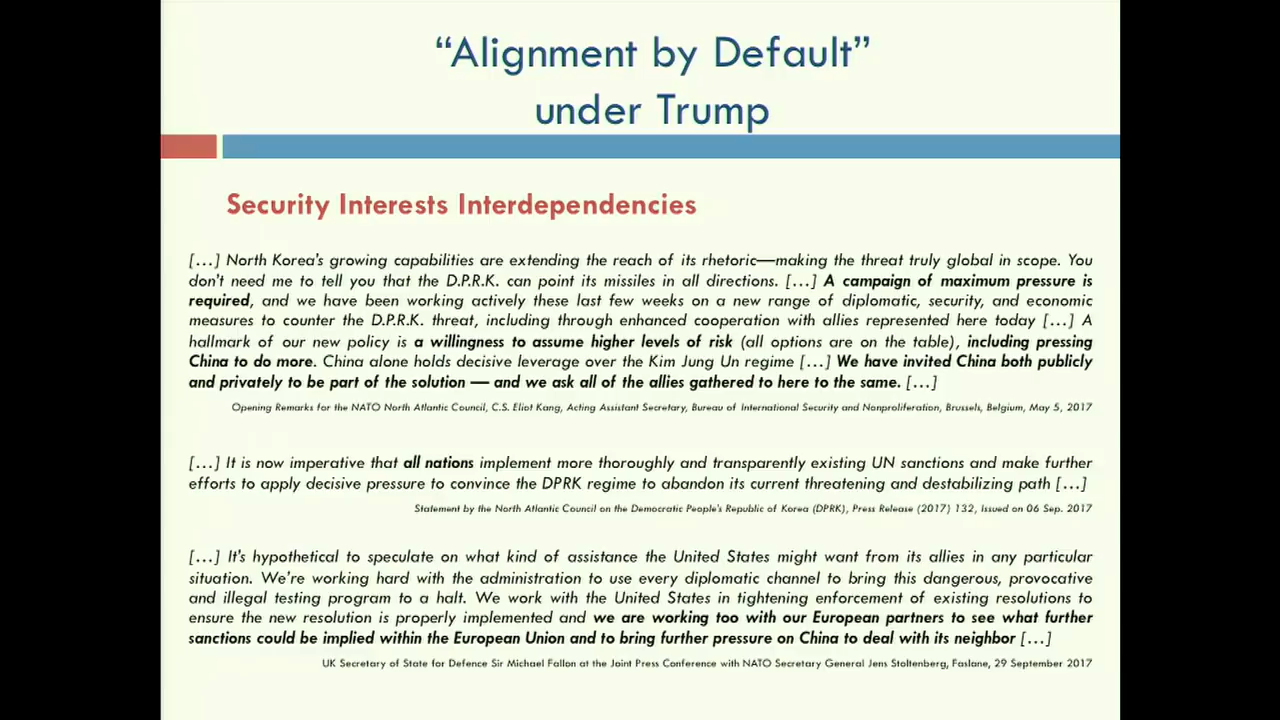 “Alignment by Default”
under Trump
Security Interests Interdependencies
[…] North Korea’s growing capabilities are extending the reach of its rhetoric—making the threat truly global in scope. You
don’t need me to tell you that the D.P.R.K. can point its missiles in all directions. […] A campaign of maximum pressure is
required, and we have been working actively these last few weeks on a new range of diplomatic, security, and economic
measures to counter the D.P.R.K. threat, including through enhanced cooperation with allies represented here today […] A
hallmark of our new policy is a willingness to assume higher levels of risk (all options are on the table), including pressing
China to do more. China alone holds decisive leverage over the Kim Jung Un regime […] We have invited China both publicly
and privately to be part of the solution — and we ask all of the allies gathered to here to the same. […]
Opening Remarks for the NATO North Atlantic Council, C.S. Eliot Kang, Acting Assistant Secretary, Bureau of International Security and Nonproliferation, Brussels, Belgium, May 5, 2017
[…] It is now imperative that all nations implement more thoroughly and transparently existing UN sanctions and make further
efforts to apply decisive pressure to convince the DPRK regime to abandon its current threatening and destabilizing path […]
Statement by the North Atlantic Council on the Democratic People’s Republic of Korea (DPRK), Press Release (2017) 132, Issued on 06 Sep. 2017
[…] It’s hypothetical to speculate on what kind of assistance the United States might want from its allies in any particular
situation. We’re working hard with the administration to use every diplomatic channel to bring this dangerous, provocative
and illegal testing program to a halt. We work with the United States in tightening enforcement of existing resolutions to
ensure the new resolution is properly implemented and we are working too with our European partners to see what further
sanctions could be implied within the European Union and to bring further pressure on China to deal with its neighbor […]
UK Secretary of State for Defence Sir Michael Fallon at the Joint Press Conference with NATO Secretary General Jens Stoltenberg, Faslane, 29 September 2017